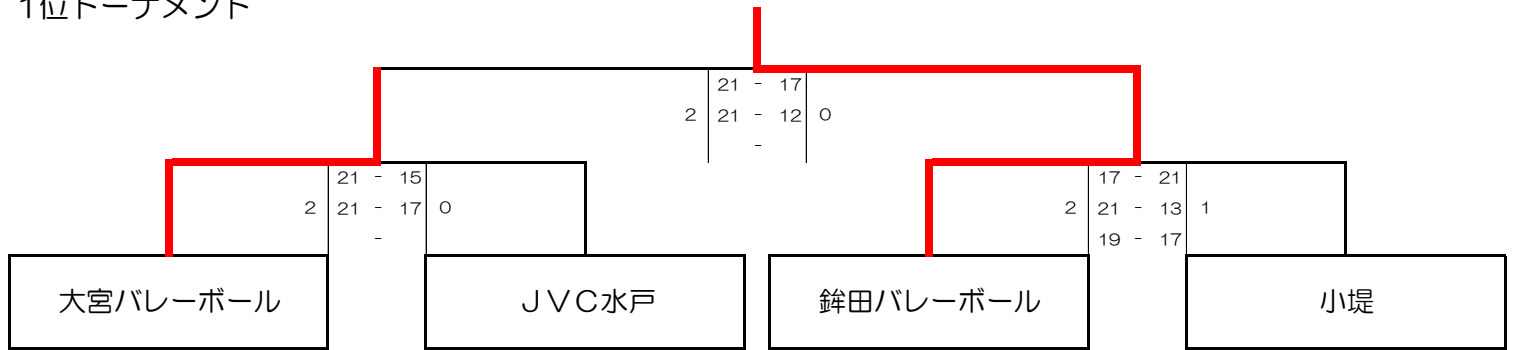 1位トーナメント
21 - 17
2 21 - 12 0
-
21 - 15
2 21 - 17 0
-
17 - 21
2 21 - 13 1
19 - 17
大宮バレーボール
ＪＶＣ水戸
鉾田バレーボール
小堤